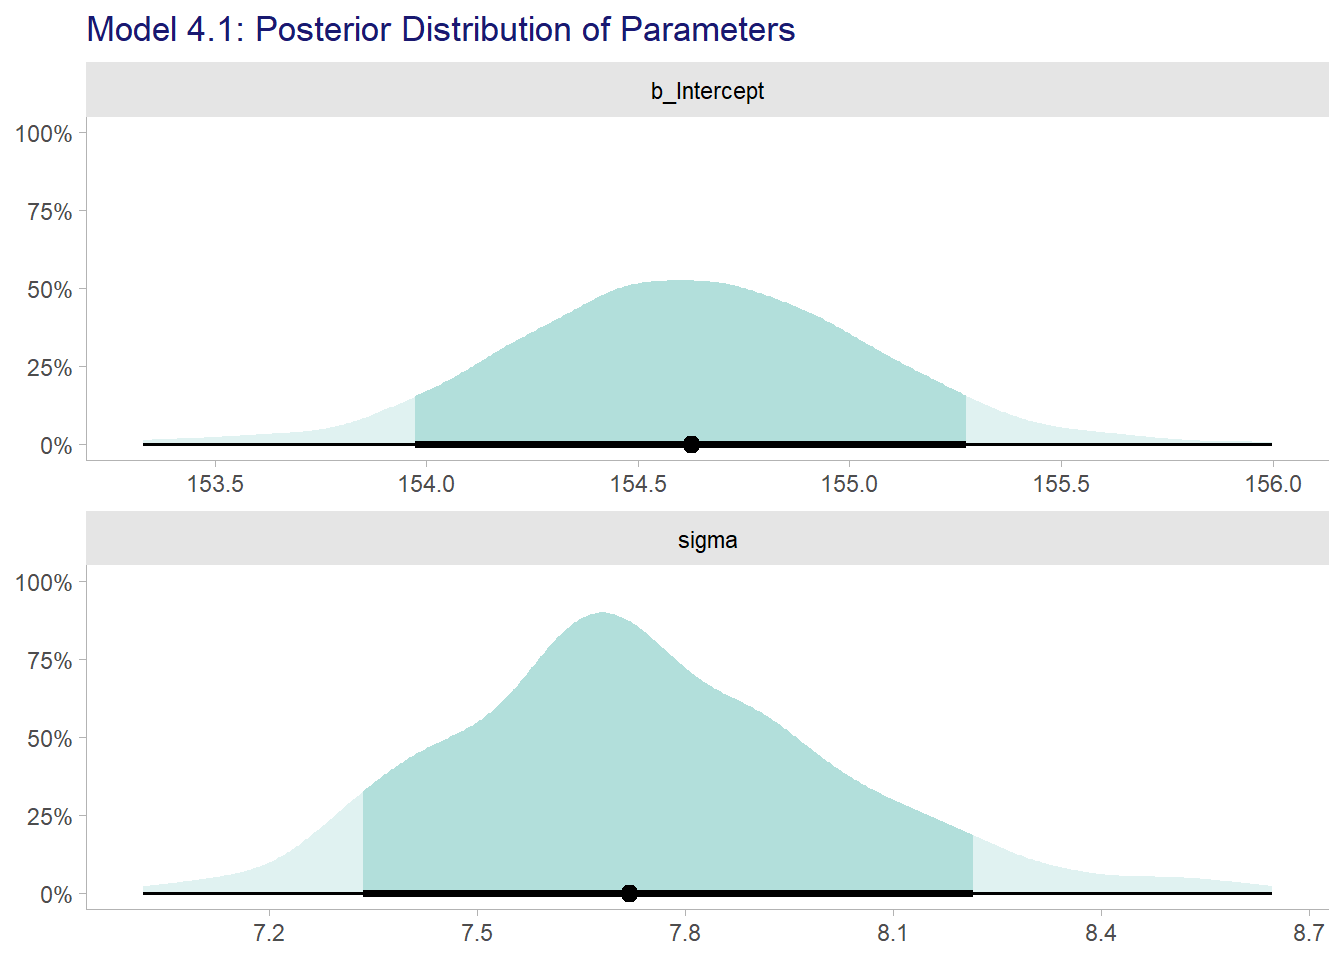 Model 4.1: Posterior Distribution of Parameters
b_Intercept
100%
75%
50%
25%
0%
153.5 154.0 154.5 155.0 155.5 156.0
sigma
100%
75%
50%
25%
0%
7.2 7.5 7.8 8.1 8.4 8.7